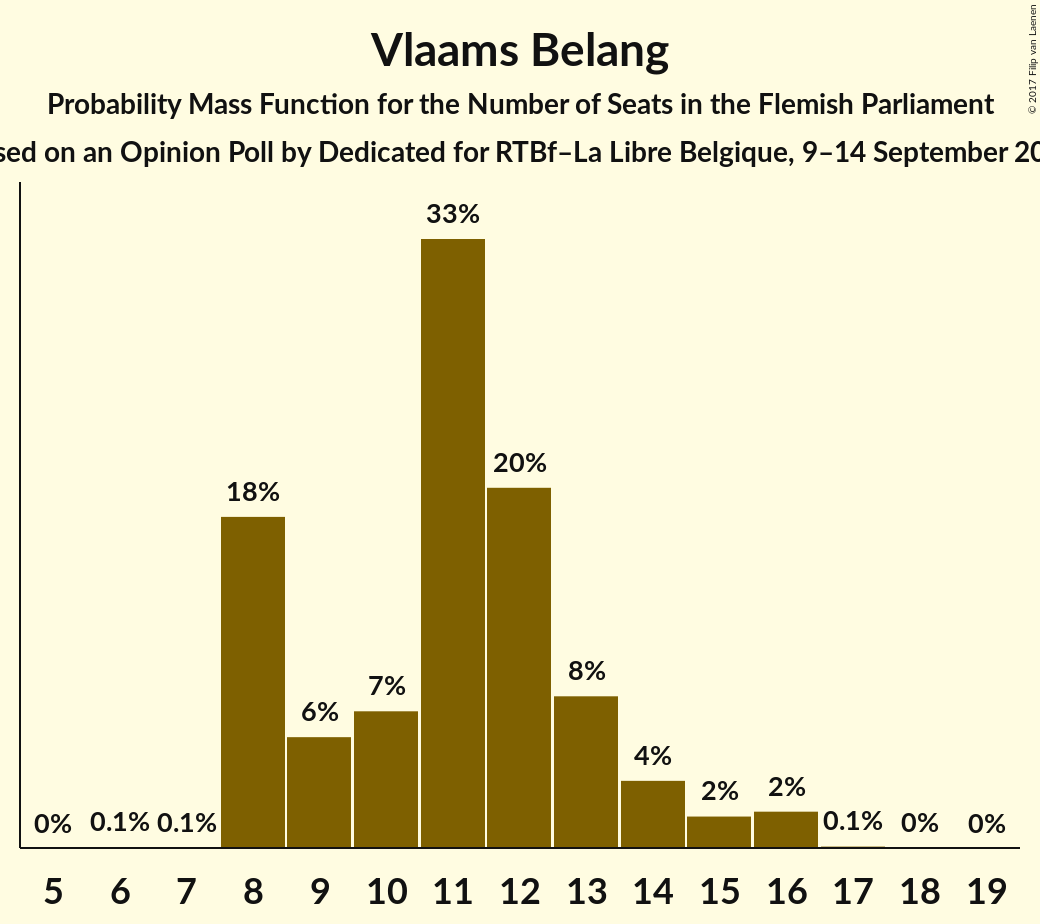 Vlaams Belang
Probability Mass Function for the Number of Seats in the Flemish Parliament
on an Opinion Poll by Dedicated for RTBf–La Libre Belgique, 9–14 September
© 2017 Filip van Laenen
33%
20%
18%
8%
7%
6%
4%
2%
2%
0% 0.1% 0.1% 0.1% 0% 0%
5 6 7 8 9 10 11 12 13 14 15 16 17 18 19